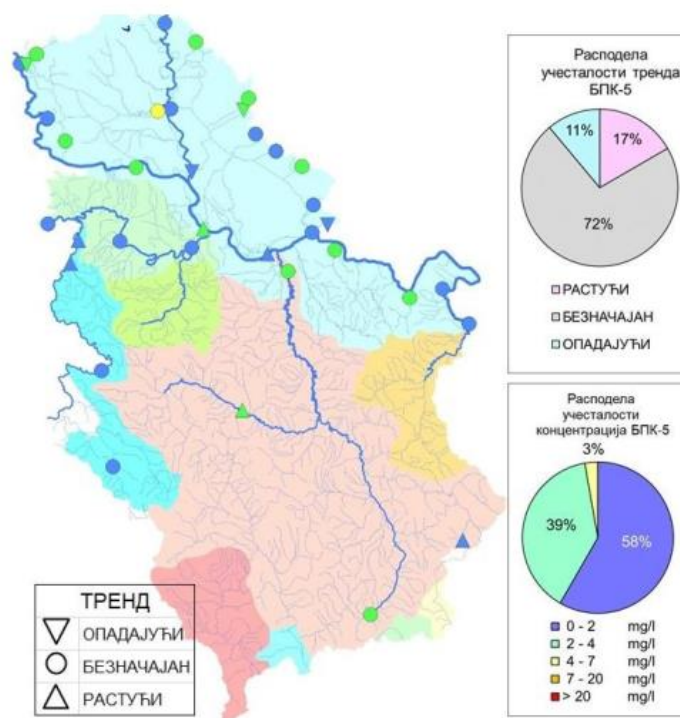 Расподела
учесталости тренда
БПК-5
11%
17%
72%
РАСТУЋИ
БЕЗНАЧАЈАН
ОПАДАЈУЋИ
Расподела
учесталости
концентрација БПК-5
3%
39%
58%
0 - 2 mg/l
2 - 4 mg/l
4 - 7 mg/l
7 - 20 mg/l
> 20 mg/l
ТРЕНД
ОПАДАЈУЋИ
БЕЗНАЧАЈАН
РАСТУЋИ